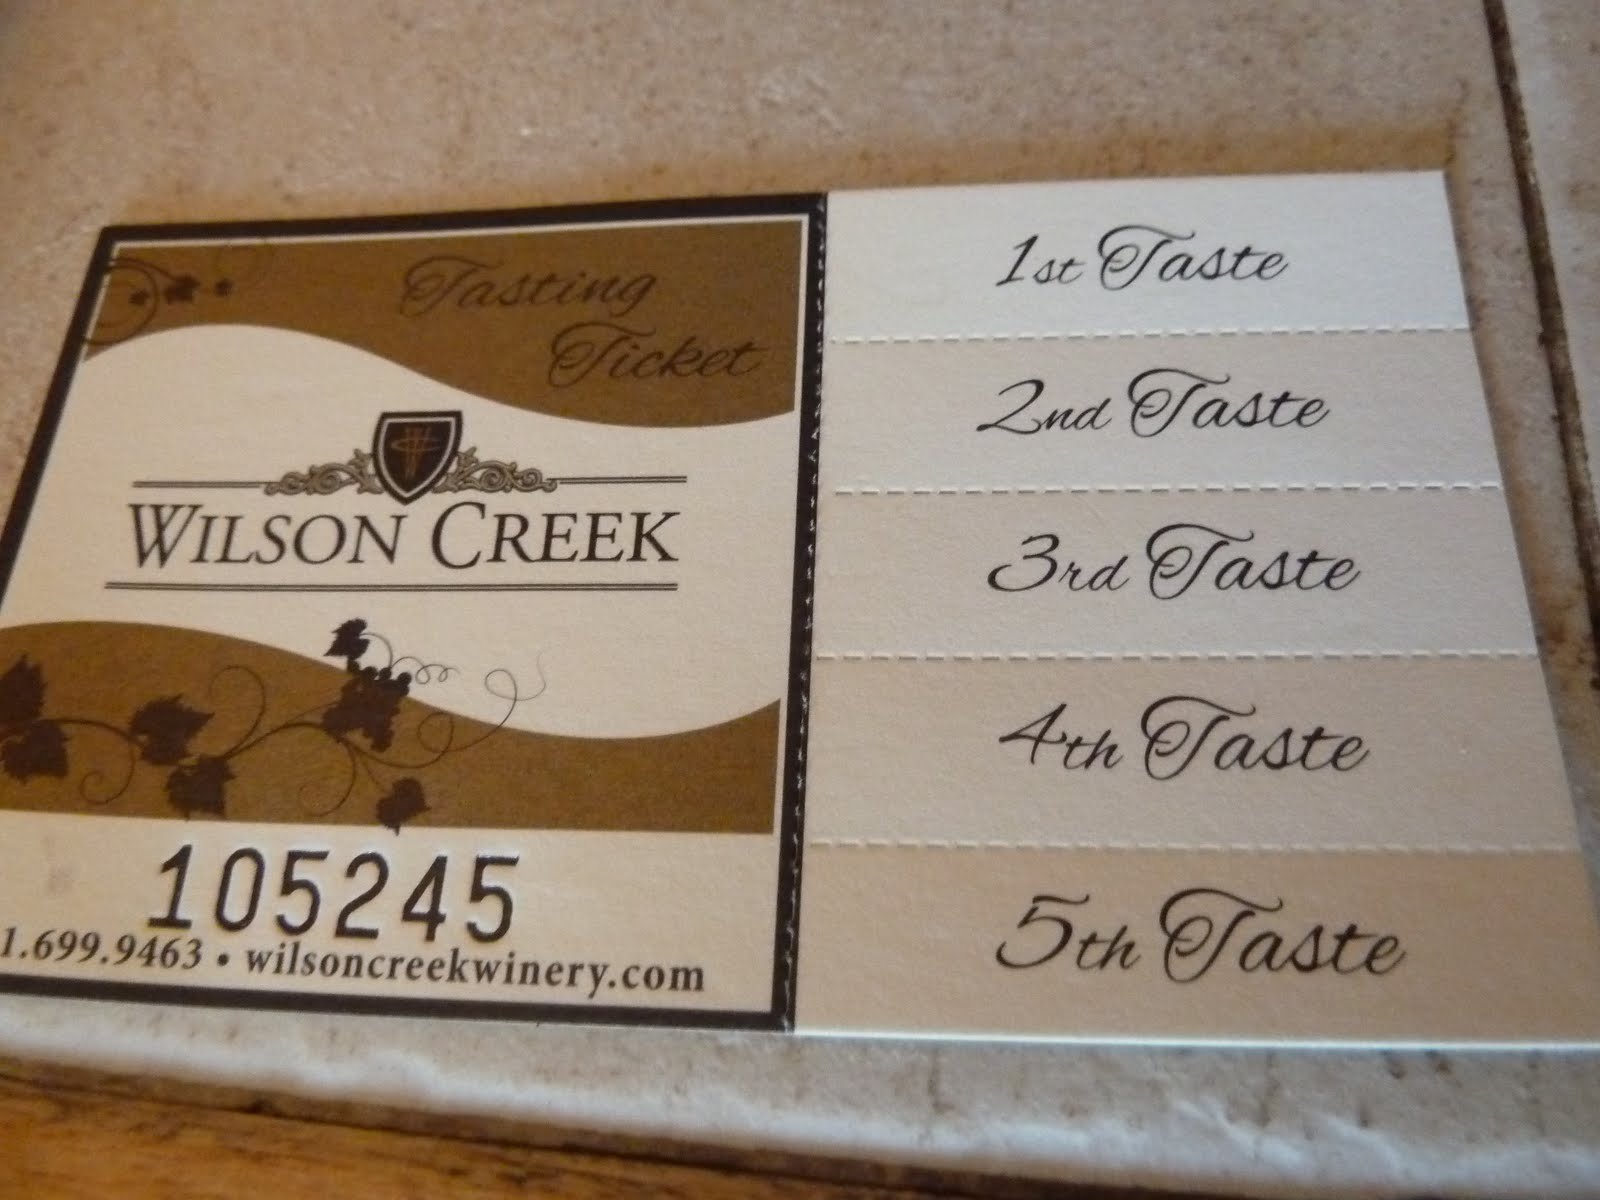 Tasting
Ticket
WILSON CREEK
105245
1.699.9463 • wilsoncreekwinery.com
1st Taste
2nd Taste
3rd Taste
4th Taste
5th Taste